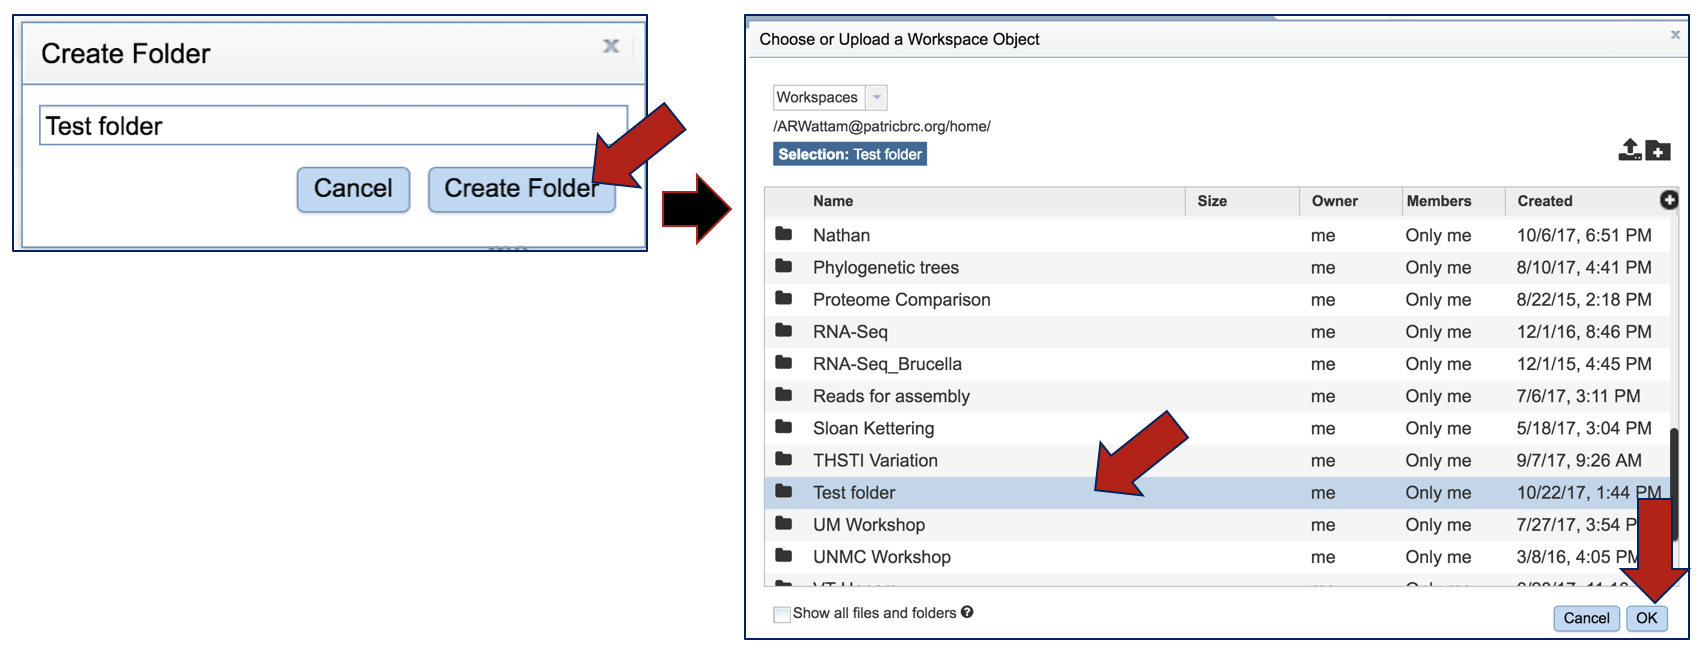 Create Folder
Test folder
Cancel
Create Folder
Choose or Upload a Workspace Object
Workspaces
/ARWattam@patricbrc.org/home/
Selection: Test folder
Name Size Owner Members Created
Nathan me Only me 10/6/17, 6:51 PM
Phylogenetic trees me Only me 8/10/17, 4:41 PM
Proteome Comparison me Only me 8/22/15, 2:18 PM
RNA-Seq me Only me 12/1/16, 8:46 PM
RNA-Seq_Brucella me Only me 12/1/15, 4:45 PM
Reads for assembly me Only me 7/6/17, 3:11 PM
Sloan Kettering me Only me 5/18/17, 3:04 PM
THSTI Variation me Only me 9/7/17, 9:26 AM
Test folder me Only me 10/22/17, 1:44 PM
UM Workshop me Only me 7/27/17, 3:54 P
UNMC Workshop me Only me 3/8/16, 4:05 PM
Show all files and folders
Cancel OK